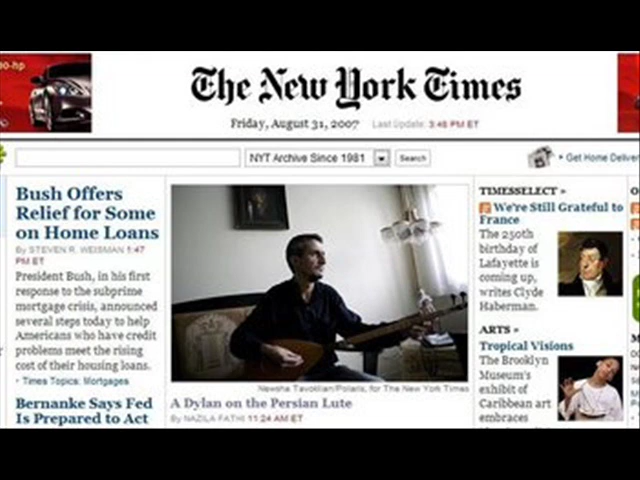 00-hp
The New York Times
Friday, August 31, 2007 Last Update: 3:48 PM ET
NYT Archive Since 1981
Search
Get Home Deliver
Bush Offers
Relief for Some
on Home Loans
By STEVEN R. WEISMAN 1:47
PM ET
President Bush, in his first
response to the subprime
mortgage crisis, announced
several steps today to help
Americans who have credit
problems meet the rising
cost of their housing loans.
Times Topics: Mortgages
Bernanke Says Fed
Is Prepared to Act
Newsha Tavakolian/Polaris, for The New York Times
A Dylan on the Persian Lute
By NAZILA FATHI 11:24 AM ET
TIMESSELECT »
We're Still Grateful to
France
The 250th
birthday of
Lafayette is
coming up,
writes Clyde
Haberman.
ARTS »
Tropical Visions
The Brooklyn
Museum's
exhibit of
Caribbean art
embraces